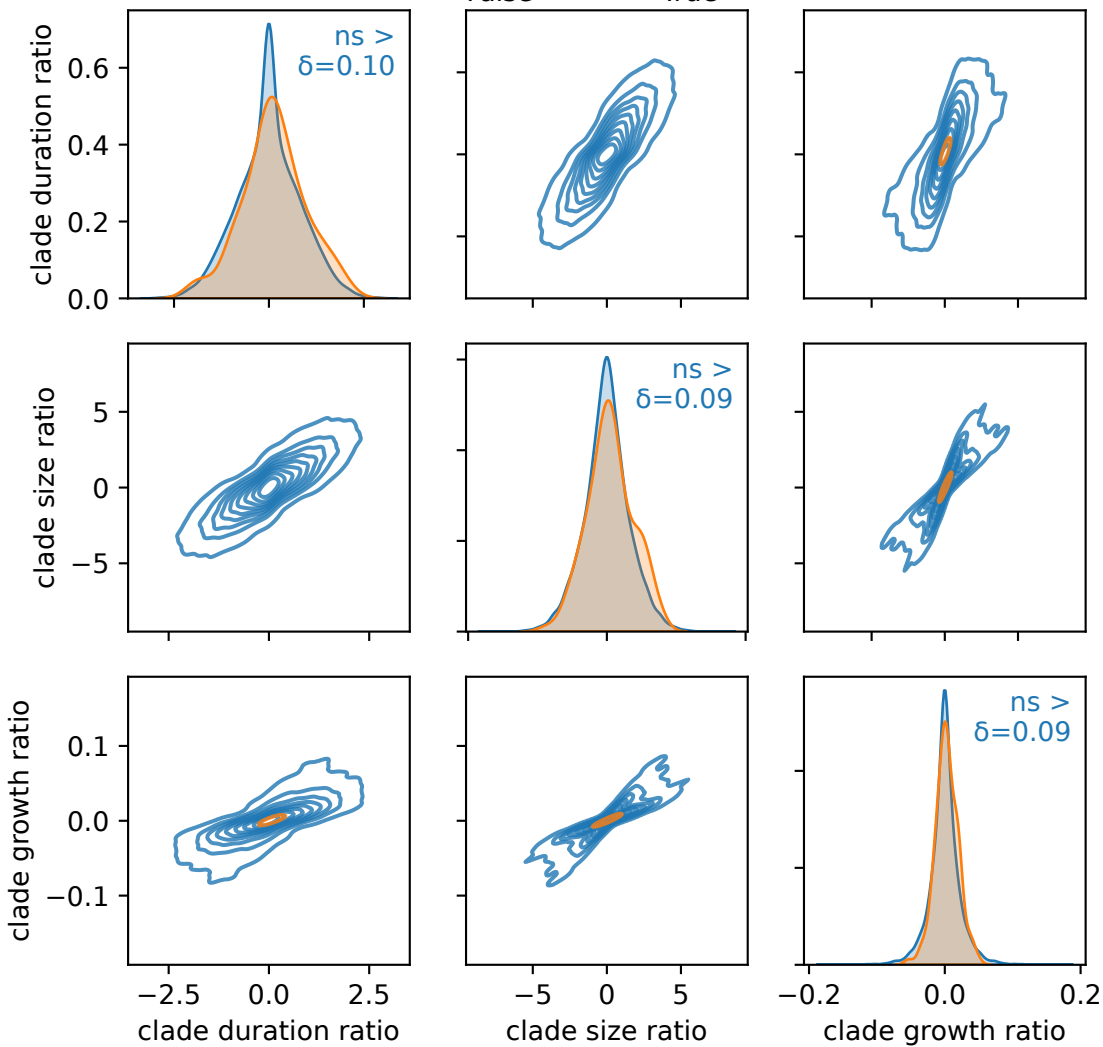 clade duration ratio
0.6
0.4
0.2
0.0
ns >
δ=0.10
clade size ratio
5
0
−5
ns >
δ=0.09
clade growth ratio
0.1
0.0
−0.1
ns >
δ=0.09
−2.5 0.0 2.5
−5 0 5
−0.2 0.0 0.2
clade duration ratio
clade size ratio
clade growth ratio